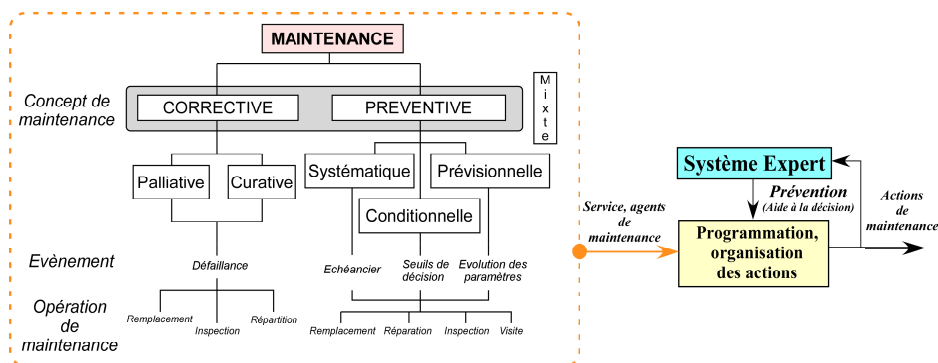 MAINTENANCE
Mixte
Concept de
maintenance
CORRECTIVE
PREVENTIVE
Palliative
Curative
Systématique
Prévisionnelle
Conditionnelle
Evènement
Défaillance
Echéancier
Seuils de
décision
Evolution des
paramètres
Opération
de
maintenance
Remplacement
Inspection
Répartition
Remplacement
Réparation
Inspection
Visite
Service, agents
de
maintenance
Système Expert
Prévention
(Aide à la décision)
Programmation,
organisation
des actions
Actions
de
maintenance